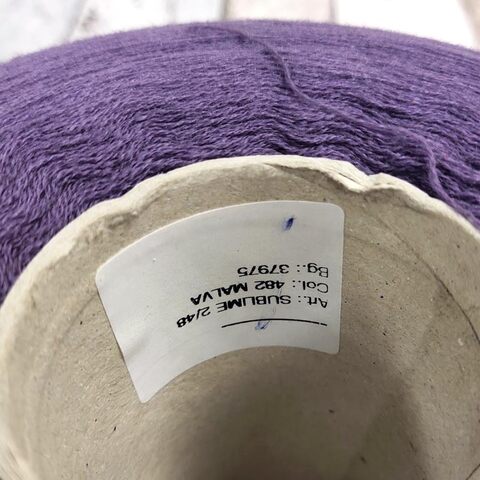 Art.: SUBLIME 2/48
Col.: 482 MALVA
Bg.: 37975